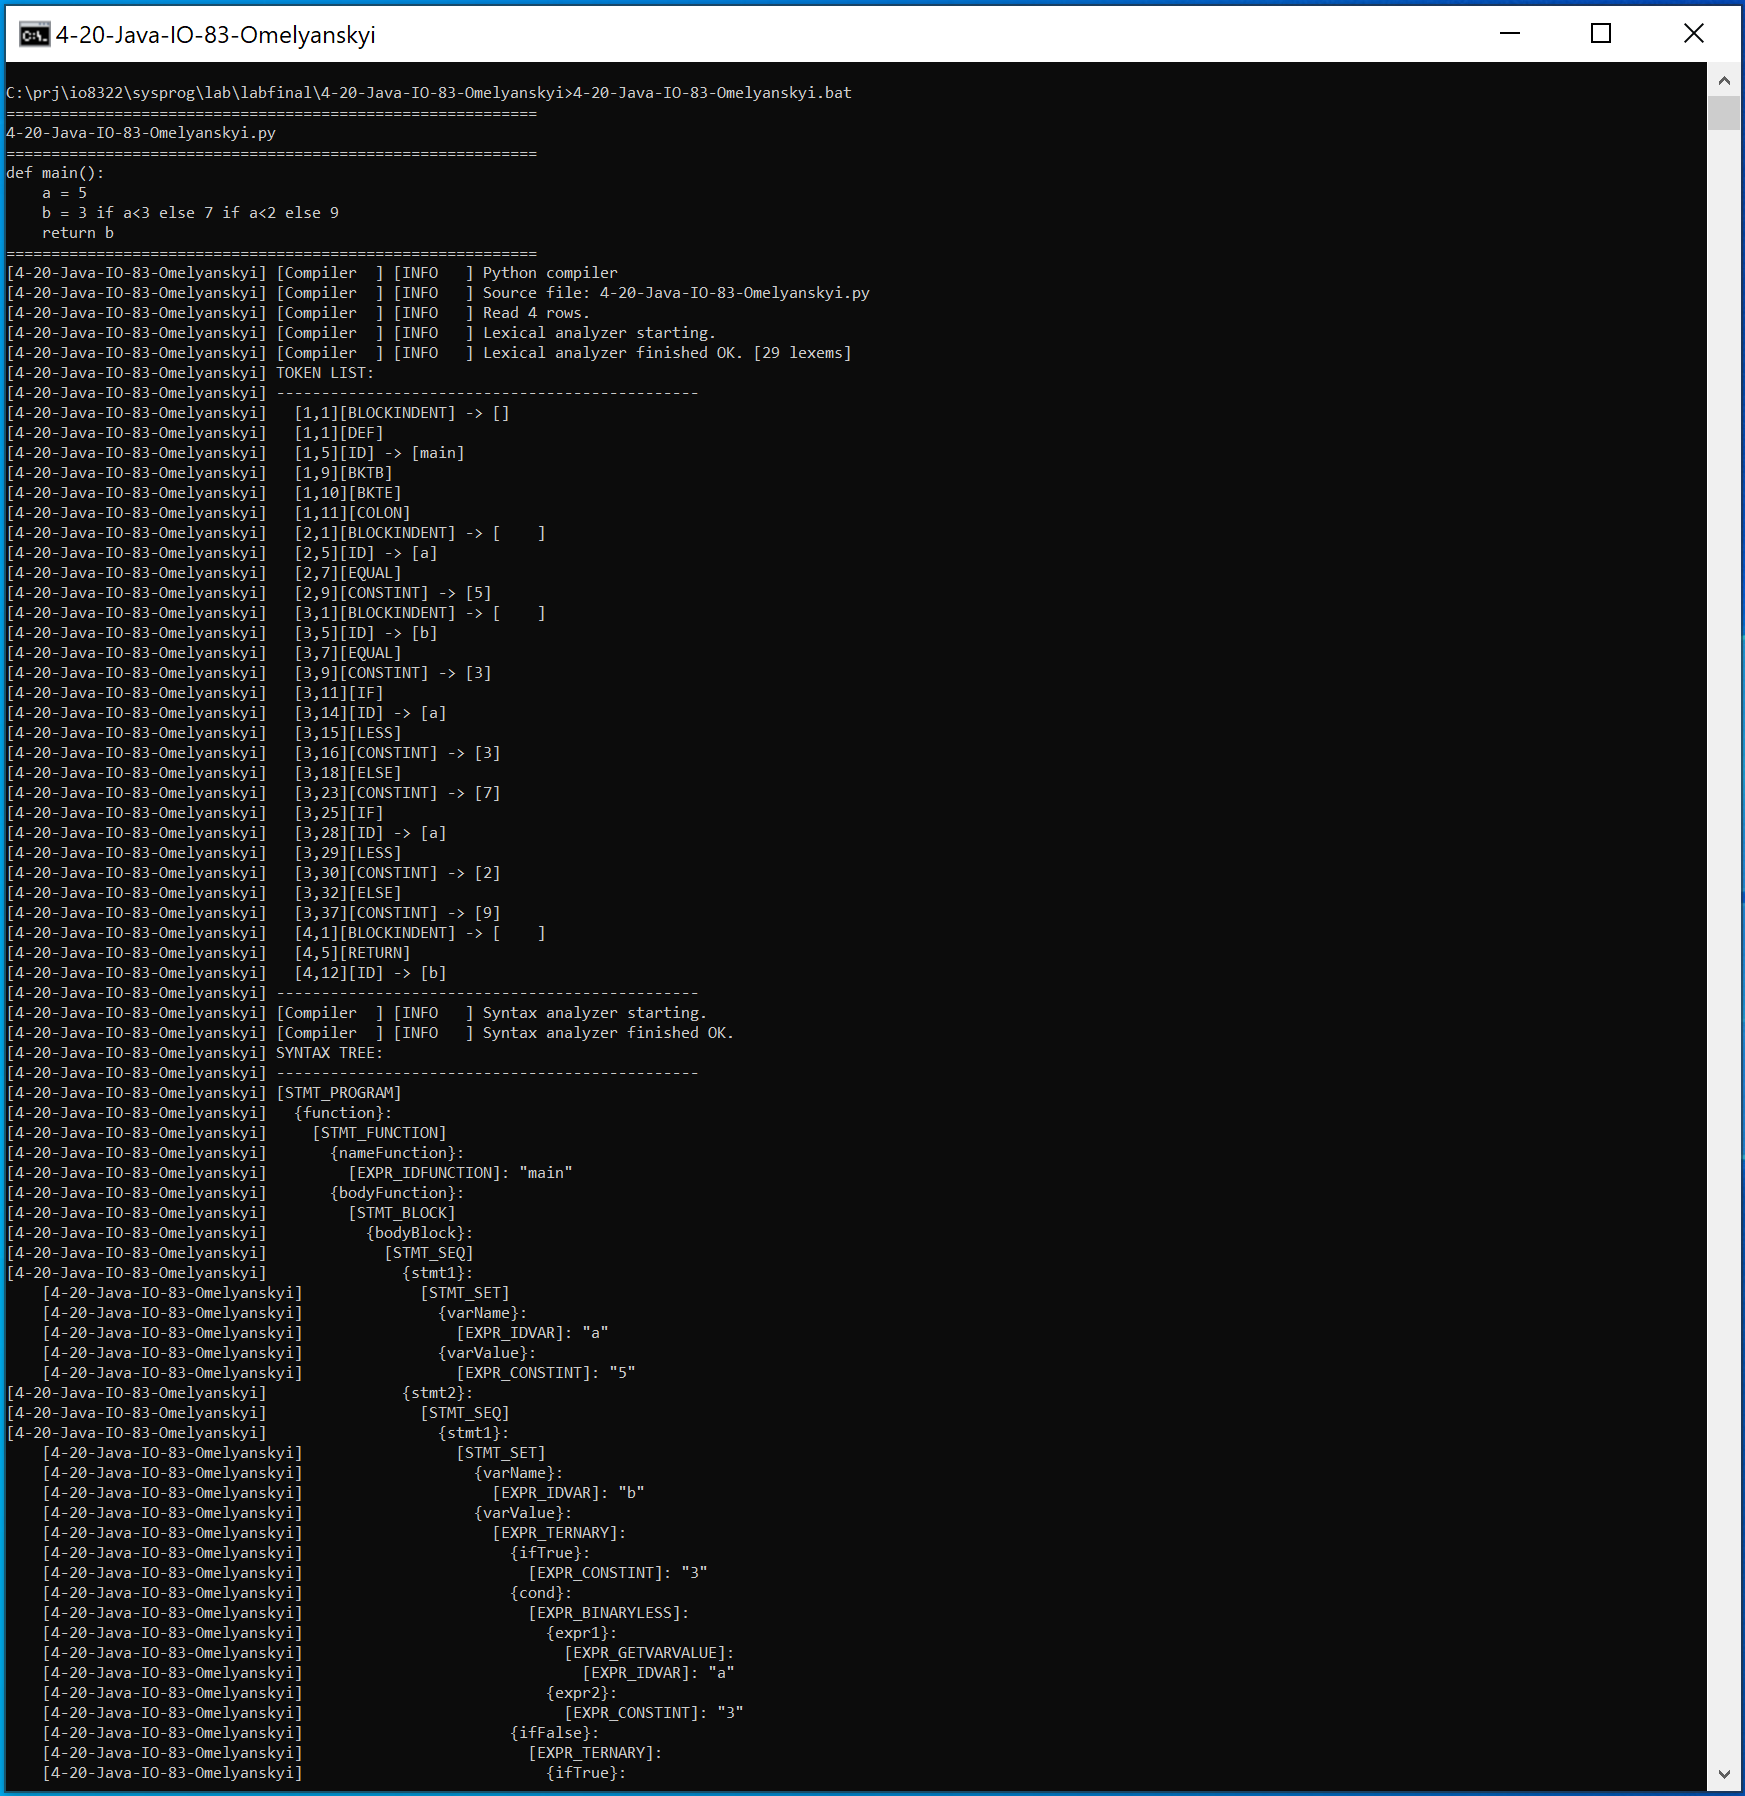 4-20-Java-IO-83-Omelyanskyi
C:\prj\io8322\sysprog\lab\labfinal\4-20-Java-IO-83-Omelyanskyi>4-20-Java-IO-83-Omelyanskyi.bat
===========================================================
4-20-Java-IO-83-Omelyanskyi.py
===========================================================
def main():
    a = 5
    b = 3 if a<3 else 7 if a<2 else 9
    return b
===========================================================
[4-20-Java-IO-83-Omelyanskyi] [Compiler  ] [INFO   ] Python compiler
[4-20-Java-IO-83-Omelyanskyi] [Compiler  ] [INFO   ] Source file: 4-20-Java-IO-83-Omelyanskyi.py
[4-20-Java-IO-83-Omelyanskyi] [Compiler  ] [INFO   ] Read 4 rows.
[4-20-Java-IO-83-Omelyanskyi] [Compiler  ] [INFO   ] Lexical analyzer starting.
[4-20-Java-IO-83-Omelyanskyi] [Compiler  ] [INFO   ] Lexical analyzer finished OK. [29 lexems]
[4-20-Java-IO-83-Omelyanskyi] TOKEN LIST:
[4-20-Java-IO-83-Omelyanskyi] -----------------------------------------------
[4-20-Java-IO-83-Omelyanskyi]   [1,1][BLOCKINDENT] -> []
[4-20-Java-IO-83-Omelyanskyi]   [1,1][DEF]
[4-20-Java-IO-83-Omelyanskyi]   [1,5][ID] -> [main]
[4-20-Java-IO-83-Omelyanskyi]   [1,9][BKTB]
[4-20-Java-IO-83-Omelyanskyi]   [1,10][BKTE]
[4-20-Java-IO-83-Omelyanskyi]   [1,11][COLON]
[4-20-Java-IO-83-Omelyanskyi]   [2,1][BLOCKINDENT] -> [    ]
[4-20-Java-IO-83-Omelyanskyi]   [2,5][ID] -> [a]
[4-20-Java-IO-83-Omelyanskyi]   [2,7][EQUAL]
[4-20-Java-IO-83-Omelyanskyi]   [2,9][CONSTINT] -> [5]
[4-20-Java-IO-83-Omelyanskyi]   [3,1][BLOCKINDENT] -> [    ]
[4-20-Java-IO-83-Omelyanskyi]   [3,5][ID] -> [b]
[4-20-Java-IO-83-Omelyanskyi]   [3,7][EQUAL]
[4-20-Java-IO-83-Omelyanskyi]   [3,9][CONSTINT] -> [3]
[4-20-Java-IO-83-Omelyanskyi]   [3,11][IF]
[4-20-Java-IO-83-Omelyanskyi]   [3,14][ID] -> [a]
[4-20-Java-IO-83-Omelyanskyi]   [3,15][LESS]
[4-20-Java-IO-83-Omelyanskyi]   [3,16][CONSTINT] -> [3]
[4-20-Java-IO-83-Omelyanskyi]   [3,18][ELSE]
[4-20-Java-IO-83-Omelyanskyi]   [3,23][CONSTINT] -> [7]
[4-20-Java-IO-83-Omelyanskyi]   [3,25][IF]
[4-20-Java-IO-83-Omelyanskyi]   [3,28][ID] -> [a]
[4-20-Java-IO-83-Omelyanskyi]   [3,29][LESS]
[4-20-Java-IO-83-Omelyanskyi]   [3,30][CONSTINT] -> [2]
[4-20-Java-IO-83-Omelyanskyi]   [3,32][ELSE]
[4-20-Java-IO-83-Omelyanskyi]   [3,37][CONSTINT] -> [9]
[4-20-Java-IO-83-Omelyanskyi]   [4,1][BLOCKINDENT] -> [    ]
[4-20-Java-IO-83-Omelyanskyi]   [4,5][RETURN]
[4-20-Java-IO-83-Omelyanskyi]   [4,12][ID] -> [b]
[4-20-Java-IO-83-Omelyanskyi] -----------------------------------------------
[4-20-Java-IO-83-Omelyanskyi] [Compiler  ] [INFO   ] Syntax analyzer starting.
[4-20-Java-IO-83-Omelyanskyi] [Compiler  ] [INFO   ] Syntax analyzer finished OK.
[4-20-Java-IO-83-Omelyanskyi] SYNTAX TREE:
[4-20-Java-IO-83-Omelyanskyi] -----------------------------------------------
[4-20-Java-IO-83-Omelyanskyi] [STMT_PROGRAM]
[4-20-Java-IO-83-Omelyanskyi]   {function}:
[4-20-Java-IO-83-Omelyanskyi]     [STMT_FUNCTION]
[4-20-Java-IO-83-Omelyanskyi]       {nameFunction}:
[4-20-Java-IO-83-Omelyanskyi]         [EXPR_IDFUNCTION]: "main"
[4-20-Java-IO-83-Omelyanskyi]       {bodyFunction}:
[4-20-Java-IO-83-Omelyanskyi]         [STMT_BLOCK]
[4-20-Java-IO-83-Omelyanskyi]           {bodyBlock}:
[4-20-Java-IO-83-Omelyanskyi]             [STMT_SEQ]
[4-20-Java-IO-83-Omelyanskyi]               {stmt1}:
    [4-20-Java-IO-83-Omelyanskyi]             [STMT_SET]
    [4-20-Java-IO-83-Omelyanskyi]               {varName}:
    [4-20-Java-IO-83-Omelyanskyi]                 [EXPR_IDVAR]: "a"
    [4-20-Java-IO-83-Omelyanskyi]               {varValue}:
    [4-20-Java-IO-83-Omelyanskyi]                 [EXPR_CONSTINT]: "5"
[4-20-Java-IO-83-Omelyanskyi]               {stmt2}:
[4-20-Java-IO-83-Omelyanskyi]                 [STMT_SEQ]
[4-20-Java-IO-83-Omelyanskyi]                   {stmt1}:
    [4-20-Java-IO-83-Omelyanskyi]                 [STMT_SET]
    [4-20-Java-IO-83-Omelyanskyi]                   {varName}:
    [4-20-Java-IO-83-Omelyanskyi]                     [EXPR_IDVAR]: "b"
    [4-20-Java-IO-83-Omelyanskyi]                   {varValue}:
    [4-20-Java-IO-83-Omelyanskyi]                     [EXPR_TERNARY]:
    [4-20-Java-IO-83-Omelyanskyi]                       {ifTrue}:
    [4-20-Java-IO-83-Omelyanskyi]                         [EXPR_CONSTINT]: "3"
    [4-20-Java-IO-83-Omelyanskyi]                       {cond}:
    [4-20-Java-IO-83-Omelyanskyi]                         [EXPR_BINARYLESS]:
    [4-20-Java-IO-83-Omelyanskyi]                           {expr1}:
    [4-20-Java-IO-83-Omelyanskyi]                             [EXPR_GETVARVALUE]:
    [4-20-Java-IO-83-Omelyanskyi]                               [EXPR_IDVAR]: "a"
    [4-20-Java-IO-83-Omelyanskyi]                           {expr2}:
    [4-20-Java-IO-83-Omelyanskyi]                             [EXPR_CONSTINT]: "3"
    [4-20-Java-IO-83-Omelyanskyi]                       {ifFalse}:
    [4-20-Java-IO-83-Omelyanskyi]                         [EXPR_TERNARY]:
    [4-20-Java-IO-83-Omelyanskyi]                           {ifTrue}: